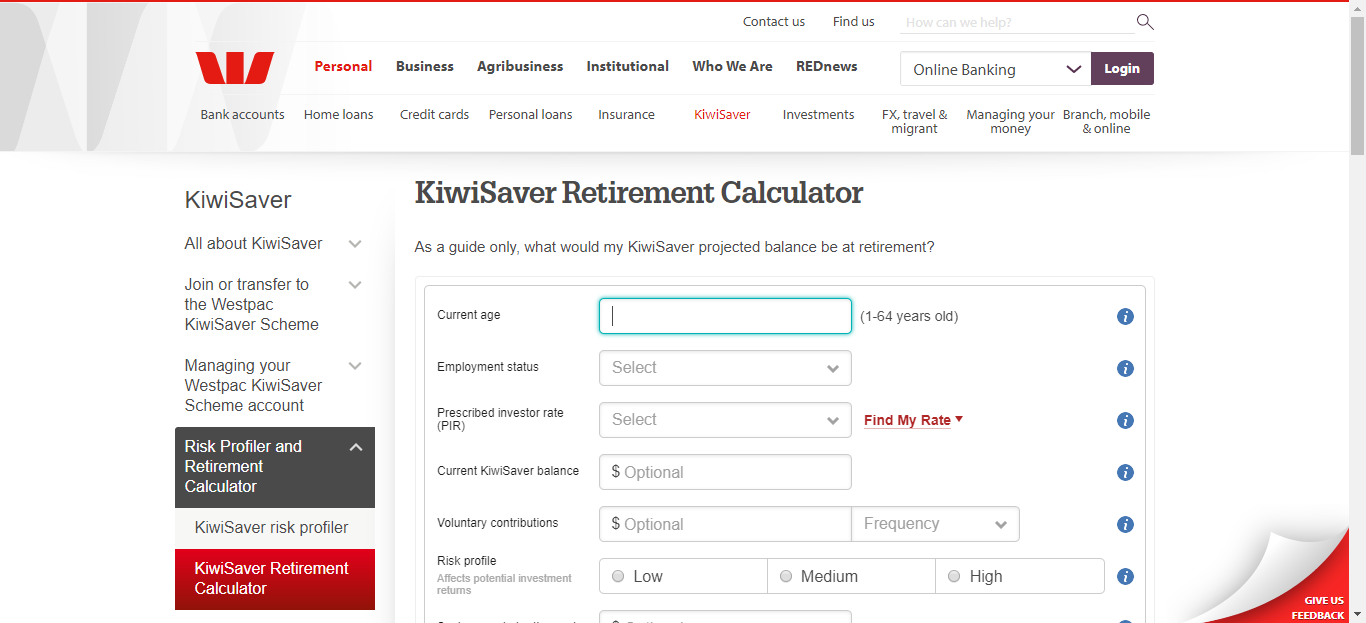 Contact us Find us How can we help?
Personal Business Agribusiness Institutional Who We Are REDnews Online Banking Login
Bank accounts Home loans Credit cards Personal loans Insurance KiwiSaver Investments FX, travel & migrant Managing your money Branch, mobile & online
KiwiSaver
All about KiwiSaver
Join or transfer to
the Westpac
KiwiSaver Scheme
Managing your
Westpac KiwiSaver
Scheme account
Risk Profiler and
Retirement
Calculator
KiwiSaver risk profiler
KiwiSaver Retirement
Calculator
KiwiSaver Retirement Calculator
As a guide only, what would my KiwiSaver projected balance be at retirement?
Current age (1-64 years old)
Employment status Select
Prescribed investor rate
(PIR) Select Find My Rate
Current KiwiSaver balance $ Optional
Voluntary contributions $ Optional Frequency
Risk profile
Affects potential investment
returns
Low Medium High
GIVE US
FEEDBACK